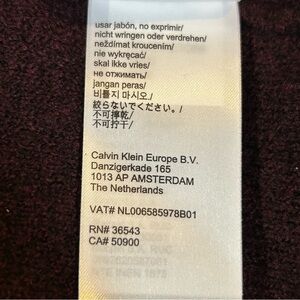 usar jabón, no exprimir/
nicht wringen oder verdrehen/
neždímat kroucením/
nie wykręcać/
skal ikke vries/
не отжимать/
jangan peras/
비틀지 마시오./
絞らないでください。/
不可擰乾/
不可拧干/
Calvin Klein Europe B.V.
Danzigerkade 165
1013 AP AMSTERDAM
The Netherlands
VAT# NL006585978B01
RN# 36543
CA# 50900